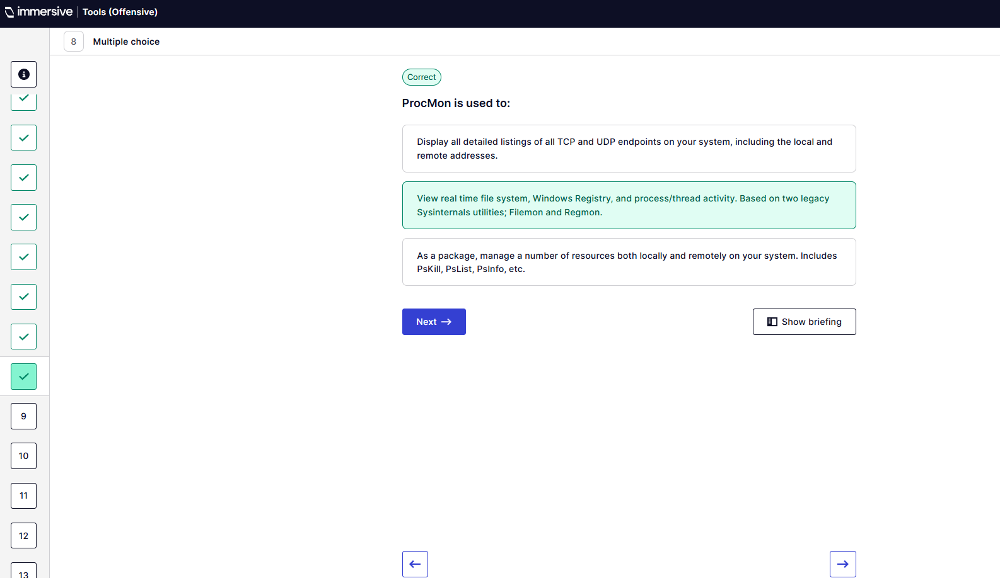 immersive Tools (Offensive)
8 Multiple choice
Correct
ProcMon is used to:
Display all detailed listings of all TCP and UDP endpoints on your system, including the local and
remote addresses.
View real time file system, Windows Registry, and process/thread activity. Based on two legacy
Sysinternals utilities; Filemon and Regmon.
As a package, manage a number of resources both locally and remotely on your system. Includes
PsKill, PsList, PsInfo, etc.
Next
Show briefing
9
10
11
12
13